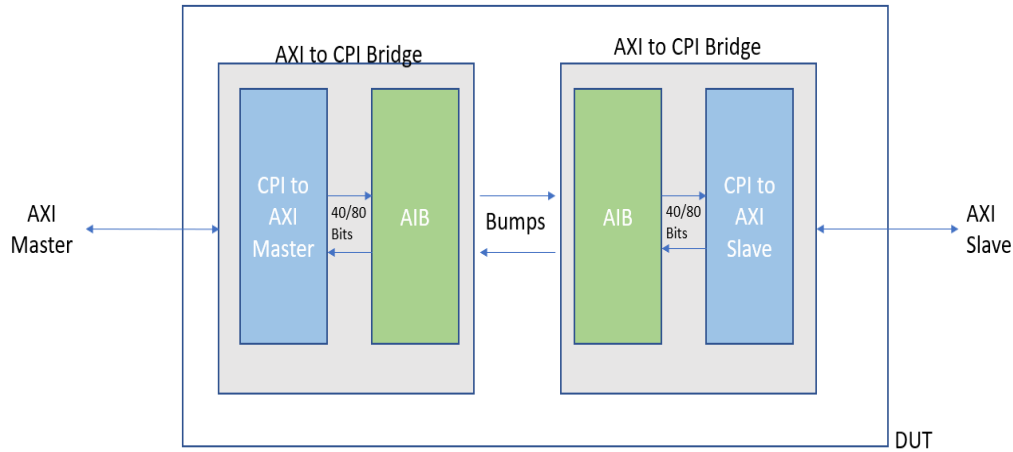 AXI to CPI Bridge
AXI to CPI Bridge
AXI
Master
CPI to
AXI
Master
40/80
Bits
AIB
Bumps
AIB
40/80
Bits
CPI to
AXI
Slave
AXI
Slave
DUT